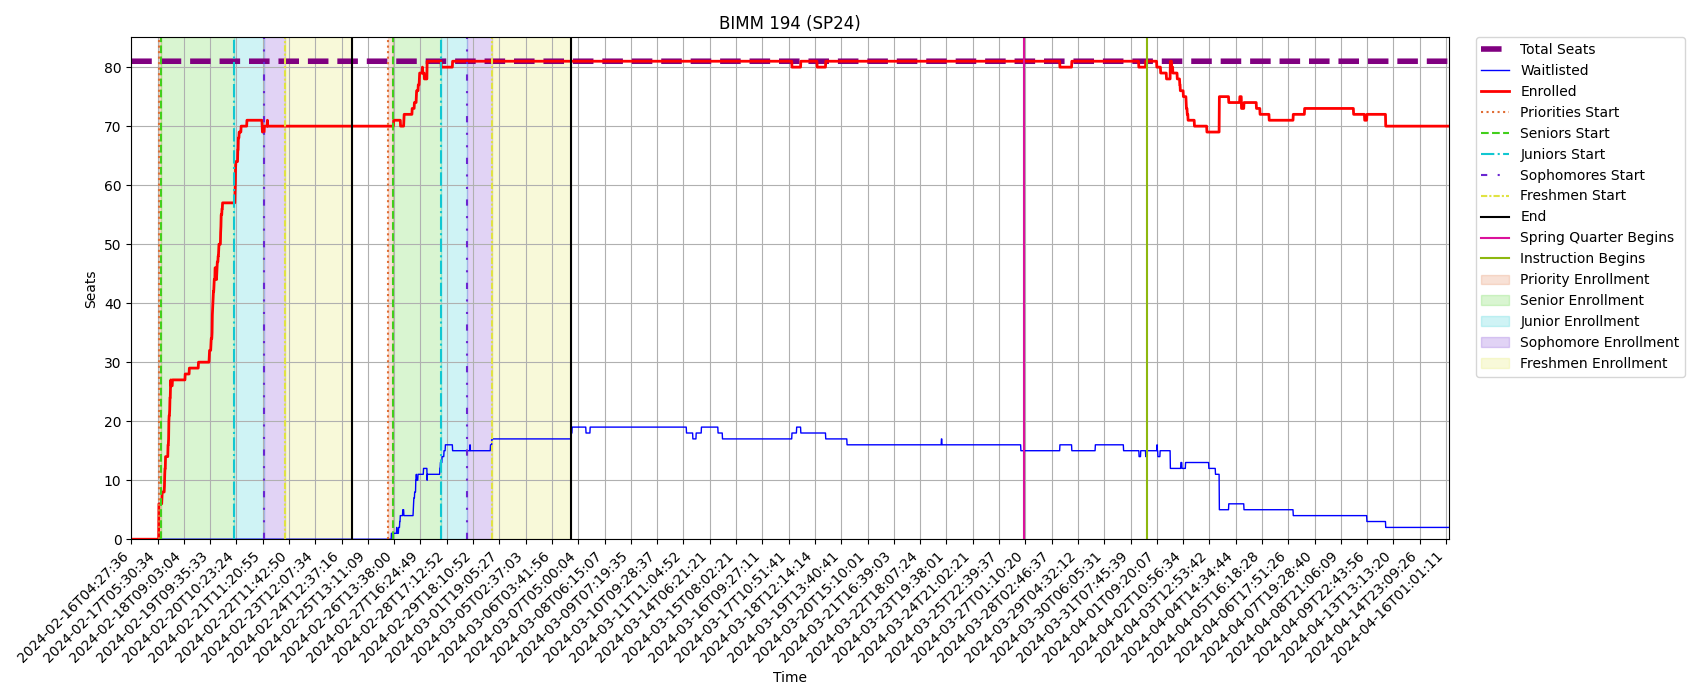 BIMM 194 (SP24)
Seats
80
70
60
50
40
30
20
10
0
2024-02-16T04:27:36
2024-02-17T05:30:34
2024-02-18T09:03:04
2024-02-19T09:35:33
2024-02-20T10:23:24
2024-02-21T11:20:55
2024-02-22T11:42:50
2024-02-23T12:07:34
2024-02-24T12:37:16
2024-02-25T13:11:09
2024-02-26T13:38:00
2024-02-27T16:24:49
2024-02-28T17:12:52
2024-02-29T18:10:52
2024-03-01T19:05:27
2024-03-05T02:37:03
2024-03-06T03:41:56
2024-03-07T05:00:04
2024-03-08T06:15:07
2024-03-09T07:19:35
2024-03-10T09:28:37
2024-03-11T11:04:52
2024-03-14T06:21:21
2024-03-15T08:02:21
2024-03-16T09:27:11
2024-03-17T10:51:41
2024-03-18T12:14:14
2024-03-19T13:40:41
2024-03-20T15:10:01
2024-03-21T16:39:03
2024-03-22T18:07:24
2024-03-23T19:38:01
2024-03-24T21:02:21
2024-03-25T22:39:37
2024-03-27T01:10:20
2024-03-28T02:46:37
2024-03-29T04:32:12
2024-03-30T06:05:31
2024-03-31T07:45:39
2024-04-01T09:20:07
2024-04-02T10:56:34
2024-04-03T12:53:42
2024-04-04T14:34:44
2024-04-05T16:18:28
2024-04-06T17:51:26
2024-04-07T19:28:40
2024-04-08T21:06:09
2024-04-09T22:43:56
2024-04-13T13:13:20
2024-04-14T23:09:26
2024-04-16T01:01:11
Time
Total Seats
Waitlisted
Enrolled
Priorities Start
Seniors Start
Juniors Start
Sophomores Start
Freshmen Start
End
Spring Quarter Begins
Instruction Begins
Priority Enrollment
Senior Enrollment
Junior Enrollment
Sophomore Enrollment
Freshmen Enrollment